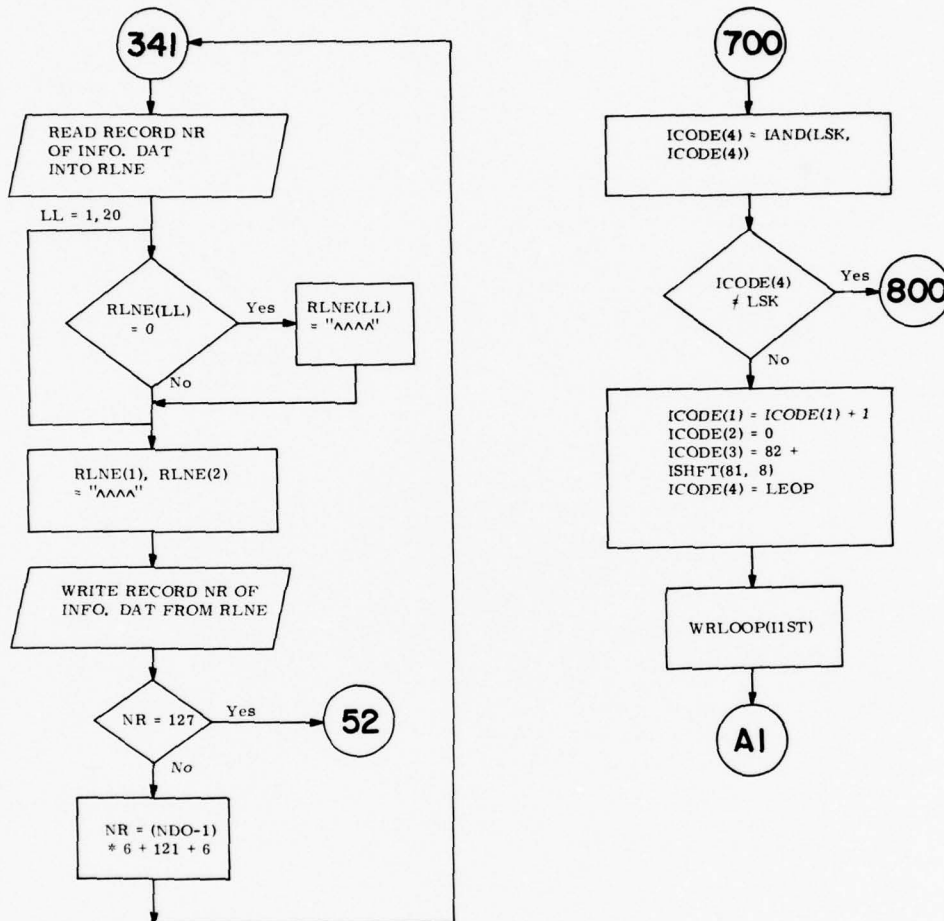 341
READ RECORD NR
OF INFO. DAT
INTO RLNE
LL = 1, 20
RLNE(LL)
= 0
Yes
RLNE(LL)
= "^^^^"
No
RLNE(1), RLNE(2)
= "^^^^"
WRITE RECORD NR OF
INFO. DAT FROM RLNE
NR = 127
Yes
52
No
NR = (NDO-1)
* 6 + 121 + 6
700
ICODE(4) = IAND(LSK,
ICODE(4))
ICODE(4)
≠ LSK
Yes
800
No
ICODE(1) = ICODE(1) + 1
ICODE(2) = 0
ICODE(3) = 82 +
ISHFT(81, 8)
ICODE(4) = LEOP
WRLOOP(I1ST)
A1